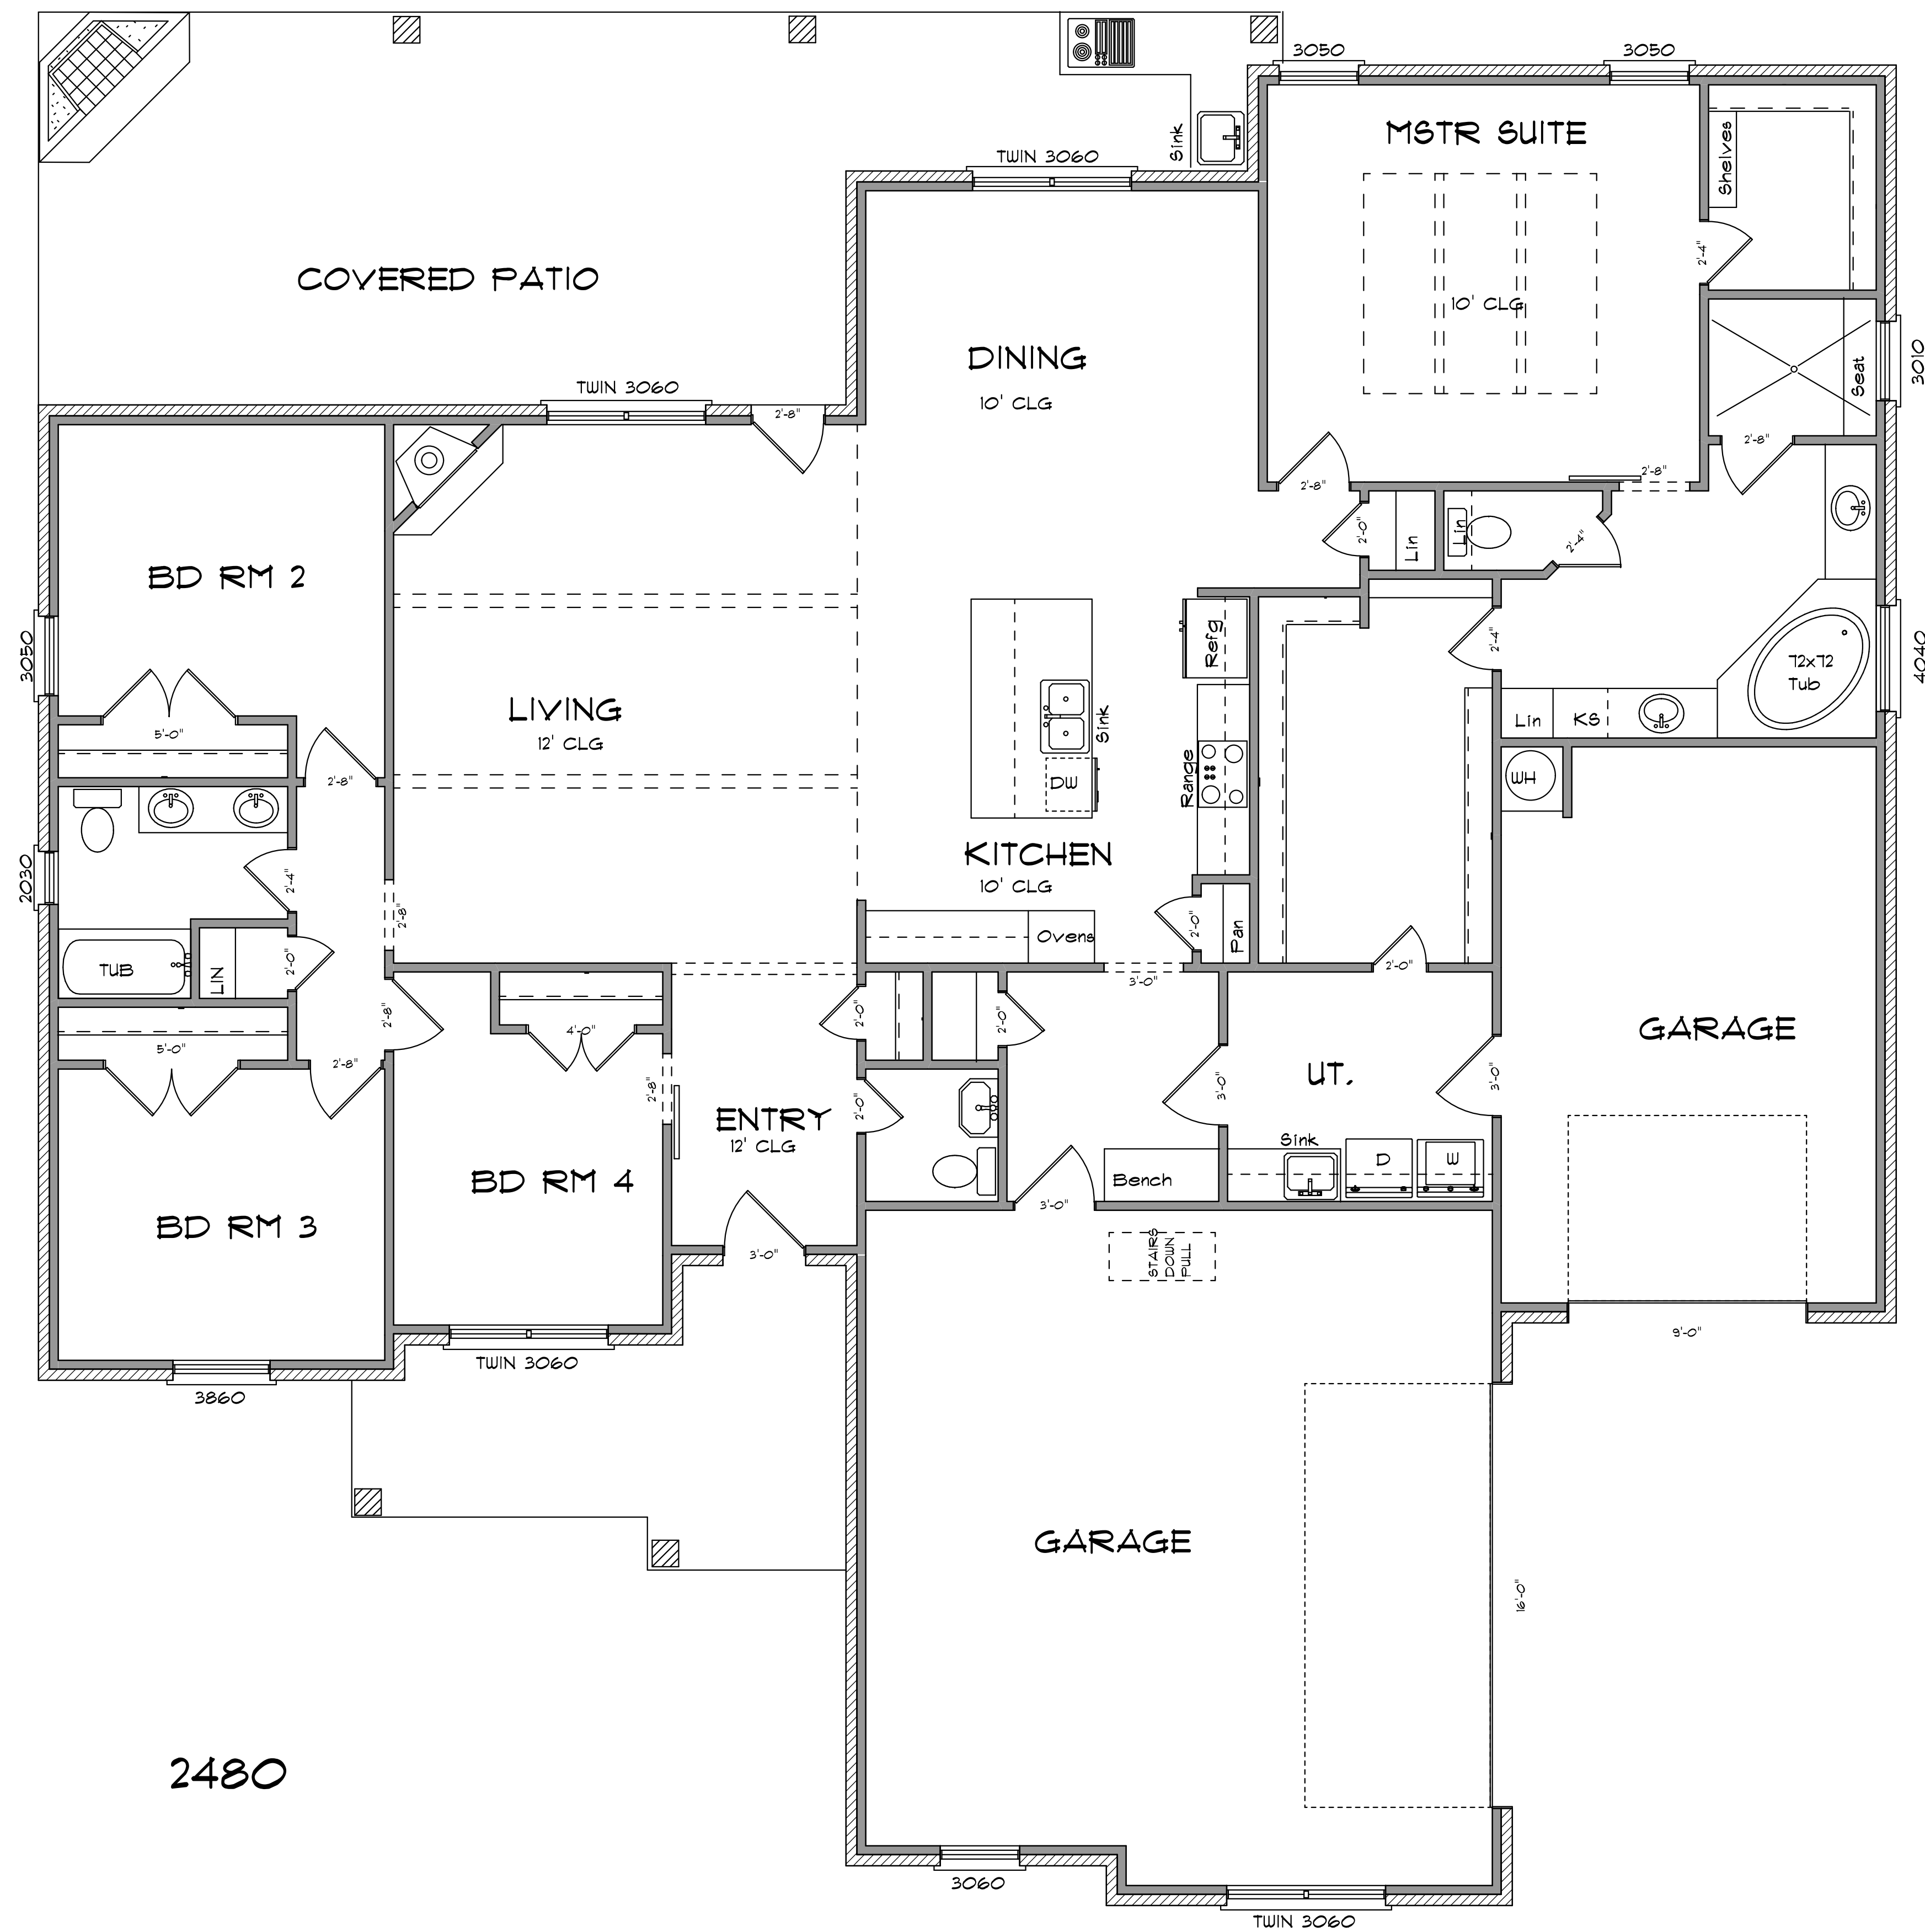 3050
3050
MSTR SUITE
Shelves
Sink
TWIN 3060
2'-4"
COVERED PATIO
10' CLG
DINING
10' CLG
3010
Seat
TWIN 3060
2'-8"
2'-8"
2'-8"
2'-8"
2'-0"
Lin
Lin
2'-4"
BD RM 2
3050
Refg
2'-4"
72x72
Tub
4040
LIVING
12' CLG
Sink
Lin
KS
5'-0"
2'-8"
DW
Range
WH
KITCHEN
10' CLG
2030
2'-4"
2'-8"
2'-0"
Pan
Ovens
TUB
LIN
2'-0"
2'-0"
3'-0"
2'-8"
2'-0"
2'-0"
4'-0"
5'-0"
2'-8"
GARAGE
UT.
3'-0"
3'-0"
2'-8"
2'-0"
ENTRY
12' CLG
Sink
D
W
BD RM 4
Bench
3'-0"
BD RM 3
3'-0"
STAIRS
DOWN
PULL
9'-0"
TWIN 3060
3860
GARAGE
16'-0"
2480
3060
TWIN 3060